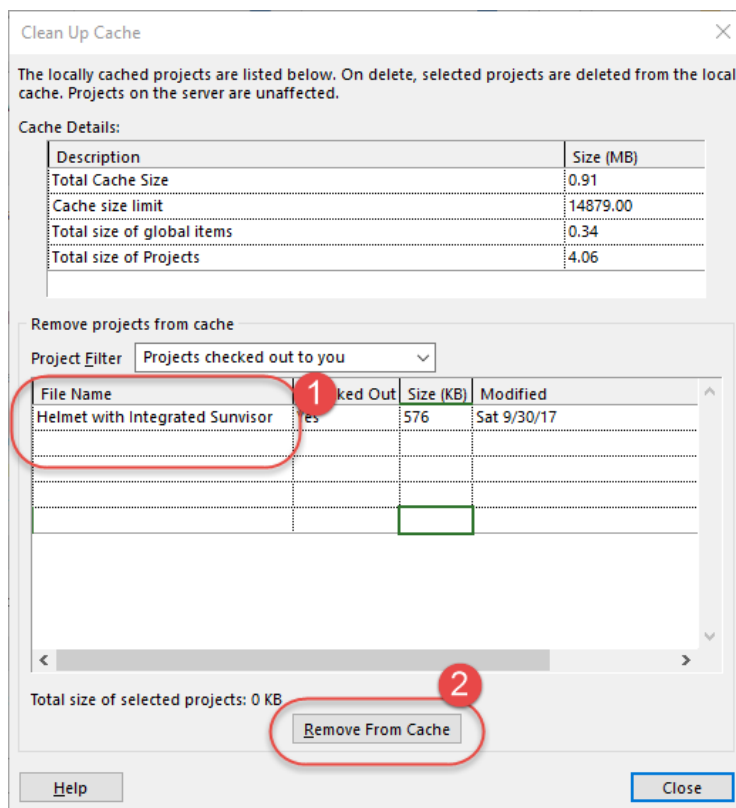 Clean Up Cache
The locally cached projects are listed below. On delete, selected projects are deleted from the local
cache. Projects on the server are unaffected.
Cache Details:
Description Size (MB)
Total Cache Size 0.91
Cache size limit 14879.00
Total size of global items 0.34
Total size of Projects 4.06
Remove projects from cache
Project Filter Projects checked out to you
File Name 1 ked Out Size (KB) Modified
Helmet with Integrated Sunvisor Yes 576 Sat 9/30/17
Total size of selected projects: 0 KB
2
Remove From Cache
Help Close